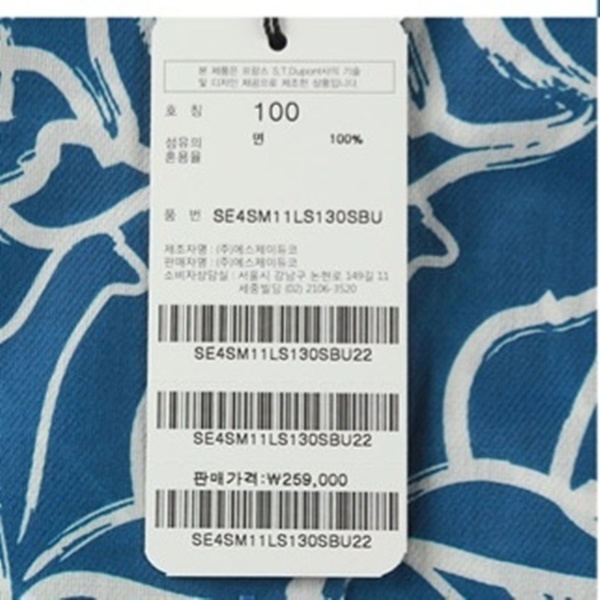 본 제품은 프랑스 S.T.Dupont사의 기술
및 디자인 제공으로 제조한 상품입니다
호 칭 100
섬유의 면 100%
혼용율
품 번 SE4SM11LS130SBU
제조자명 : (주)에스제이듀코
판매자명 : (주)에스제이듀코
소비자상담실 : 서울시 강남구 논현로 149길 11
세종빌딩 (02) 2106-3520
SE4SM11LS130SBU22
SE4SM11LS130SBU22
판매가격:₩259,000
SE4SM11LS130SBU22